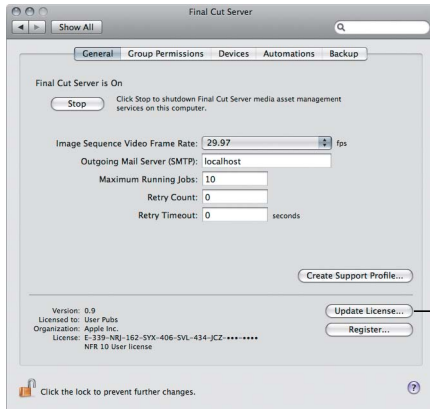 Final Cut Server
Show All
General Group Permissions Devices Automations Backup
Final Cut Server is On
Stop
Click Stop to shutdown Final Cut Server media asset management
services on this computer.
Image Sequence Video Frame Rate: 29.97 fps
Outgoing Mail Server (SMTP): localhost
Maximum Running Jobs: 10
Retry Count: 0
Retry Timeout: 0 seconds
Create Support Profile...
Version: 0.9
Licensed to: User Pubs
Organization: Apple Inc.
License: E-339-NRJ-162-SYX-406-SVL-434-JCZ-•••-••••
NFR 10 User license
Update License...
Register...
Click the lock to prevent further changes.
?